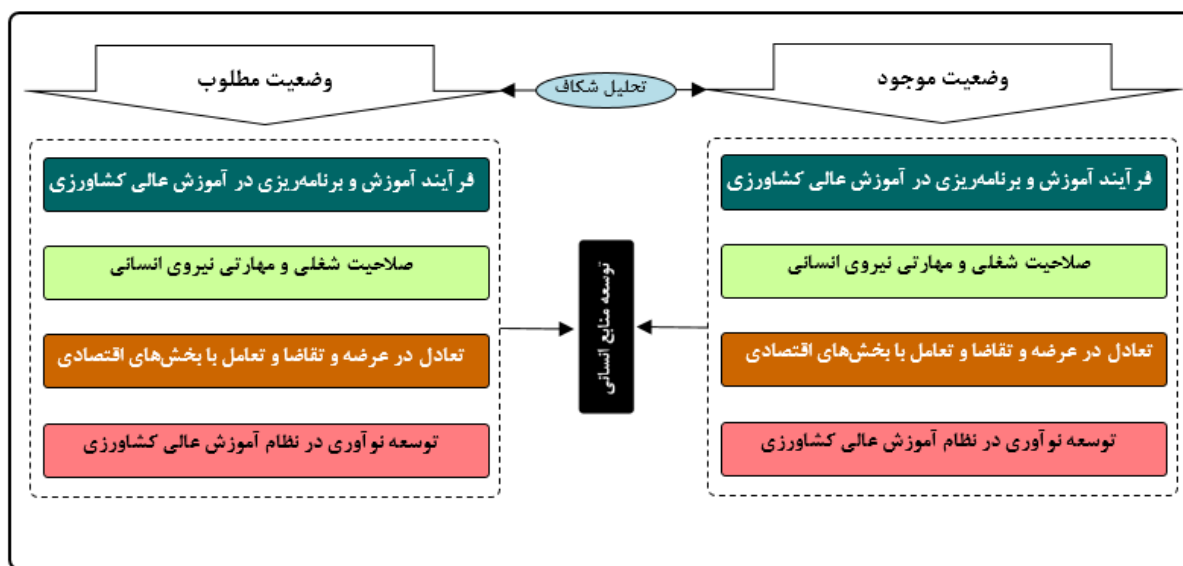 وضعیت موجود
تحلیل شکاف
وضعیت مطلوب
فرآیند آموزش و برنامه‌ریزی در آموزش عالی کشاورزی
صلاحیت شغلی و مهارتی نیروی انسانی
تعادل در عرضه و تقاضا و تعامل با بخش‌های اقتصادی
توسعه نوآوری در نظام آموزش عالی کشاورزی
توسعه منابع انسانی
فرآیند آموزش و برنامه‌ریزی در آموزش عالی کشاورزی
صلاحیت شغلی و مهارتی نیروی انسانی
تعادل در عرضه و تقاضا و تعامل با بخش‌های اقتصادی
توسعه نوآوری در نظام آموزش عالی کشاورزی